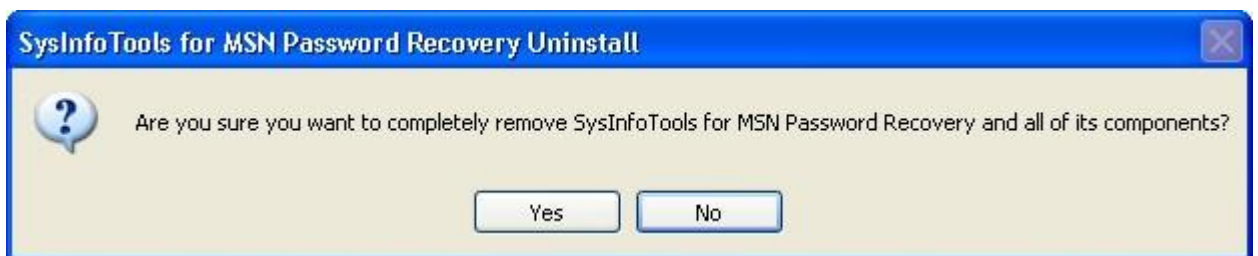 SysInfoTools for MSN Password Recovery Uninstall
Are you sure you want to completely remove SysInfoTools for MSN Password Recovery and all of its components?
Yes No